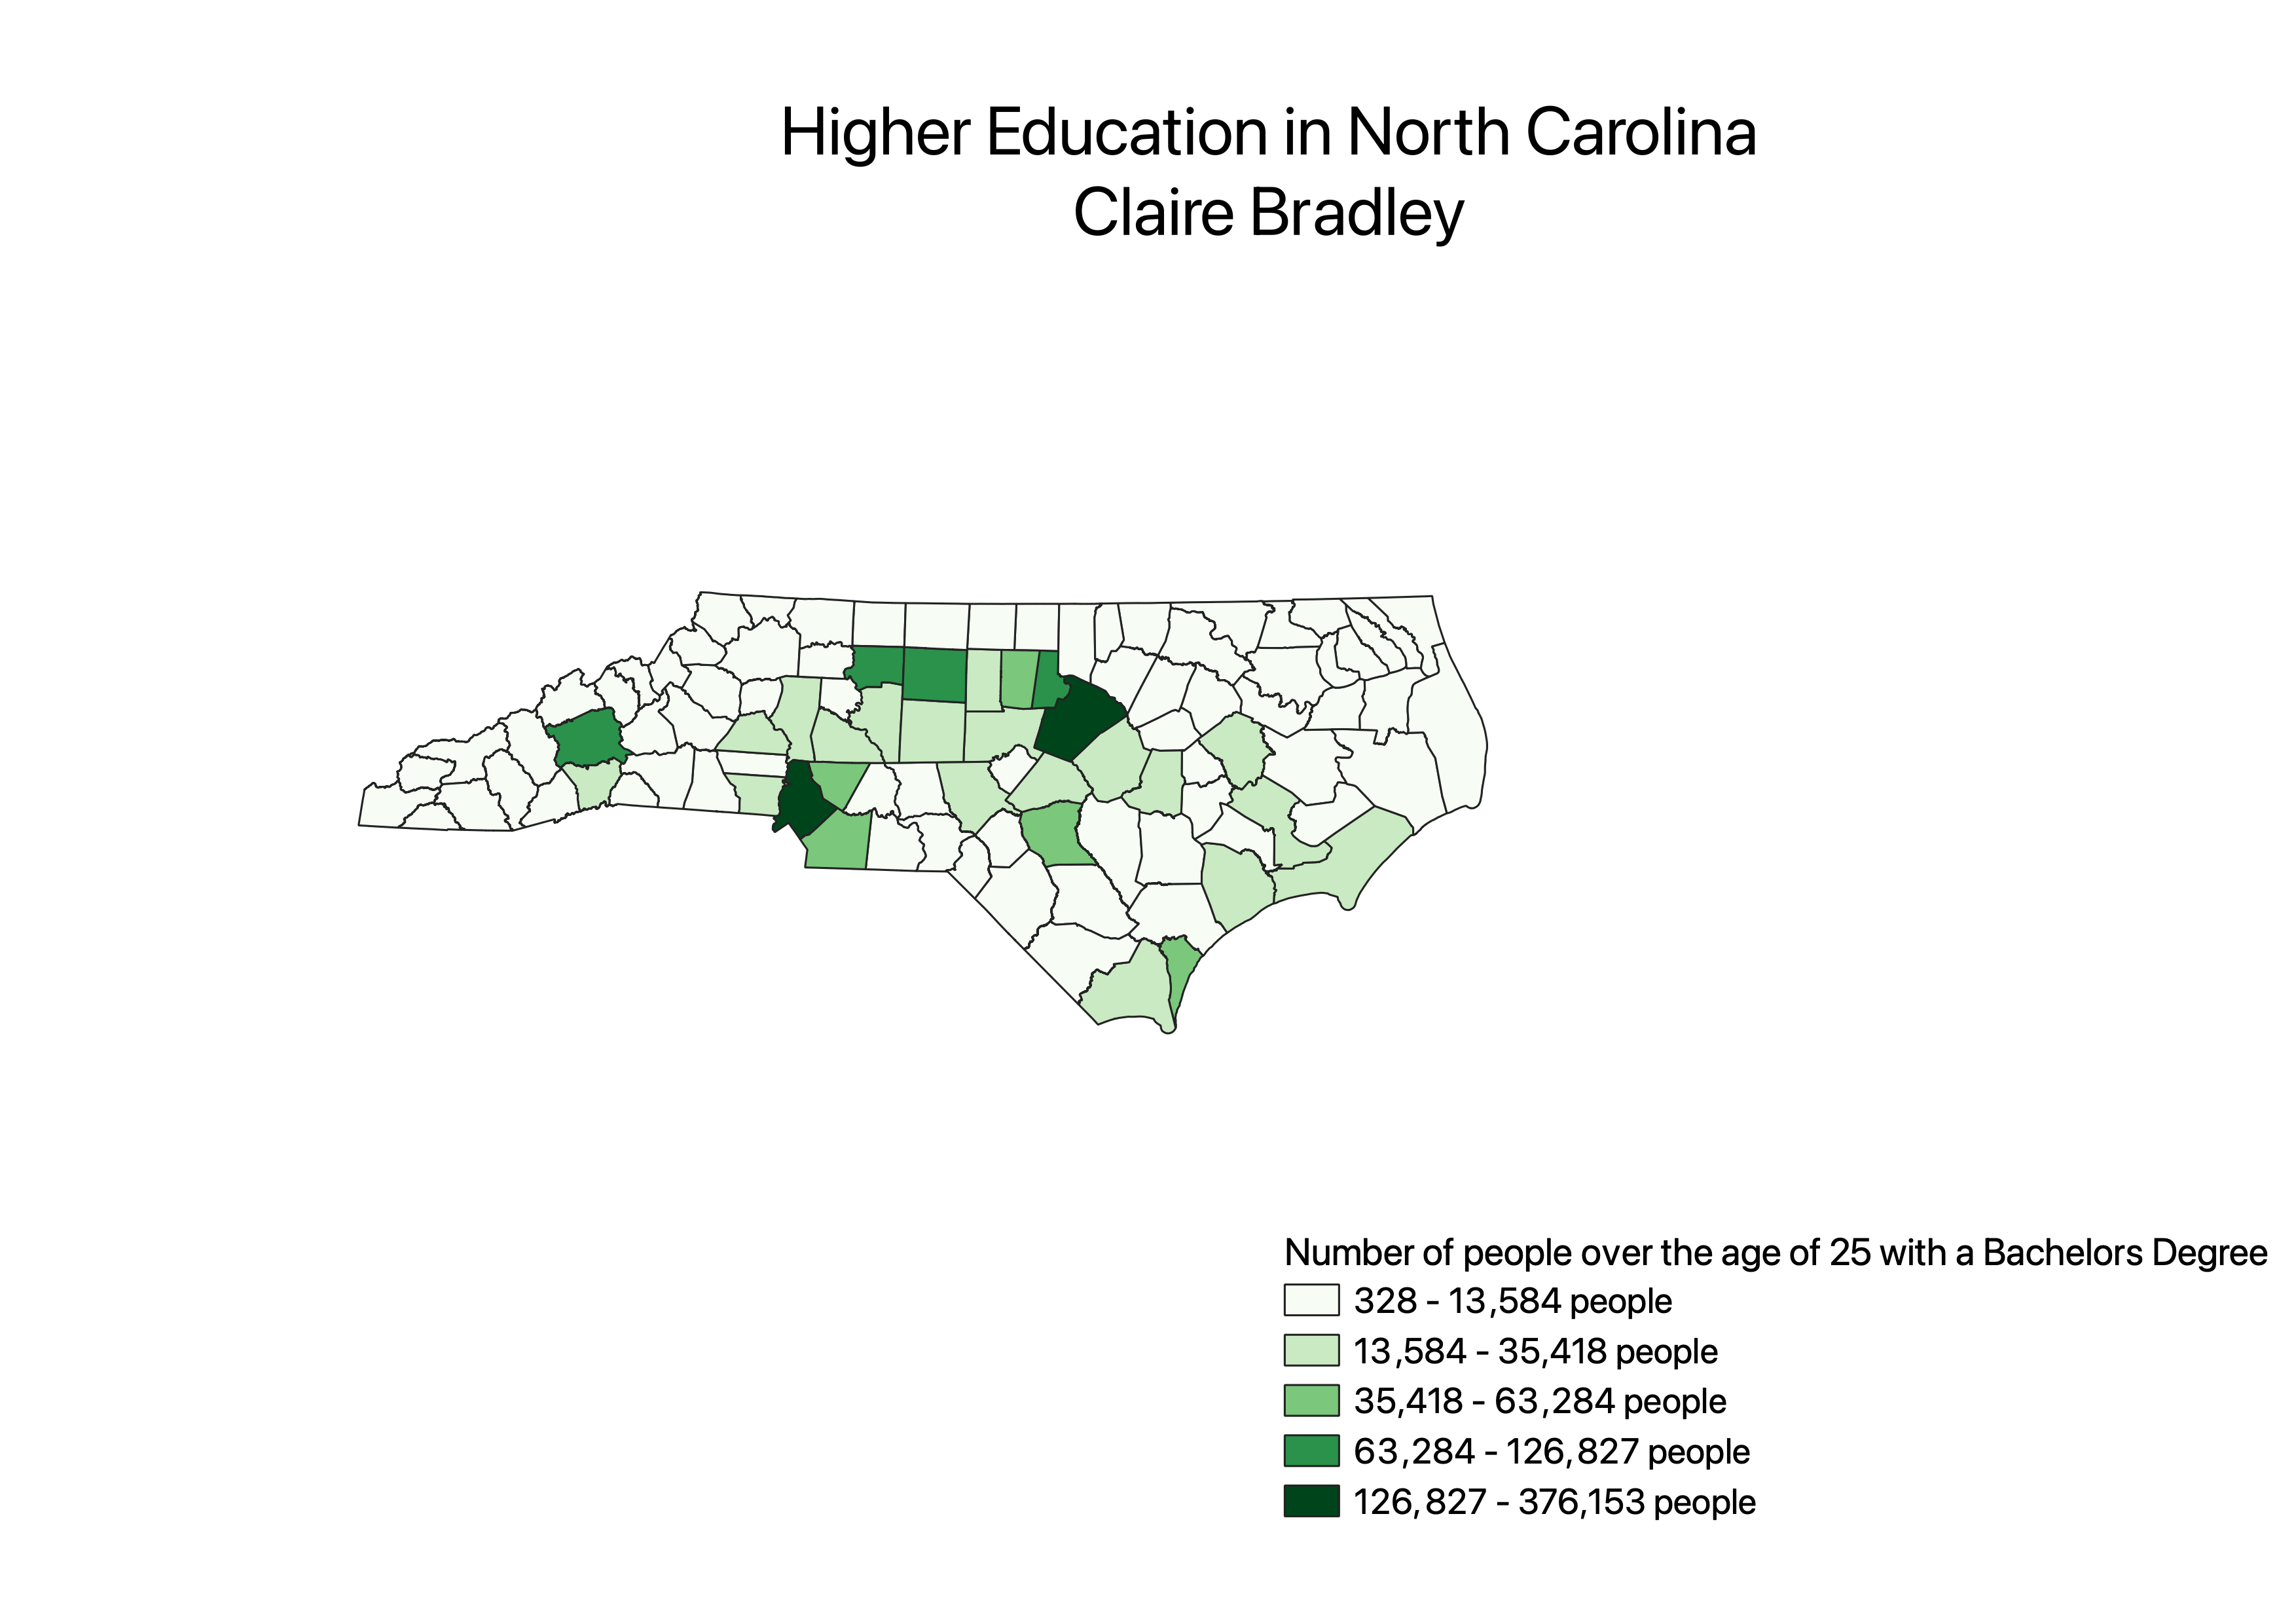 Higher Education in North Carolina
Claire Bradley
Number of people over the age of 25 with a Bachelors Degree
328 - 13,584 people
13,584 - 35,418 people
35,418 - 63,284 people
63,284 - 126,827 people
126,827 - 376,153 people